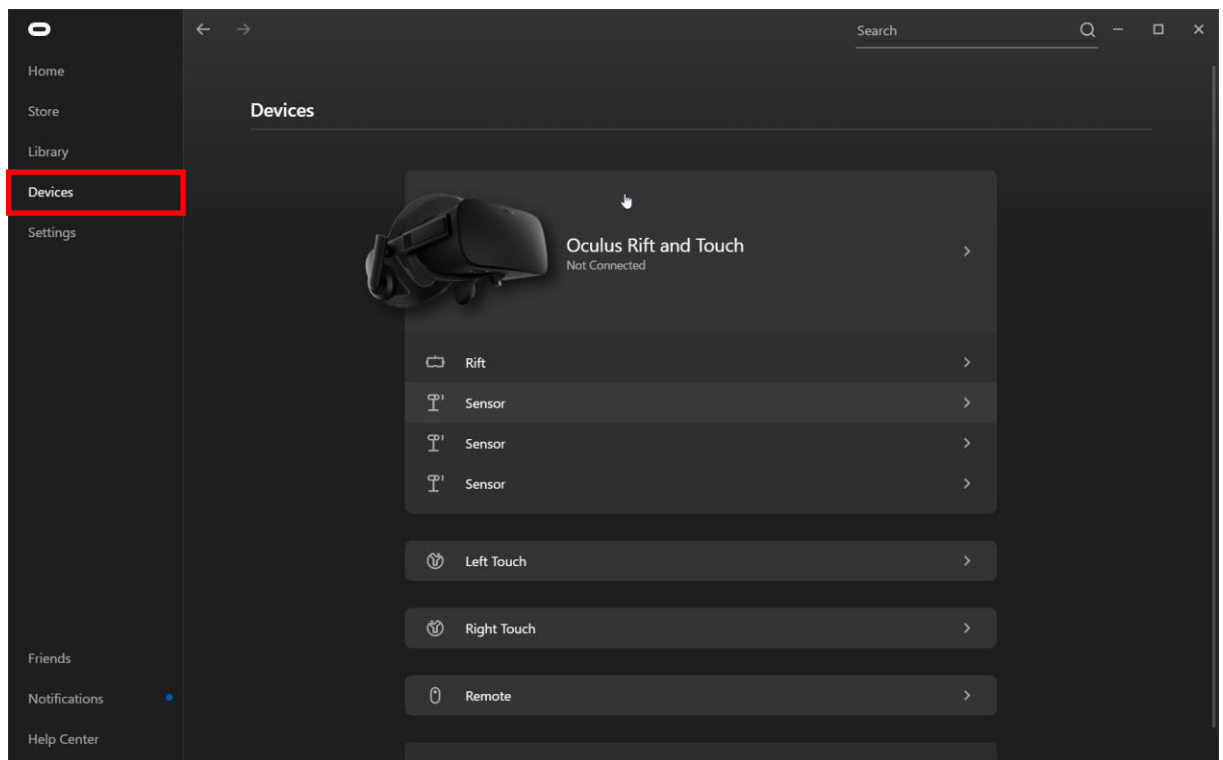 Search
Home
Store
Library
Devices
Settings
Friends
Notifications
Help Center
Devices
Oculus Rift and Touch
Not Connected
Rift
Sensor
Sensor
Sensor
Left Touch
Right Touch
Remote